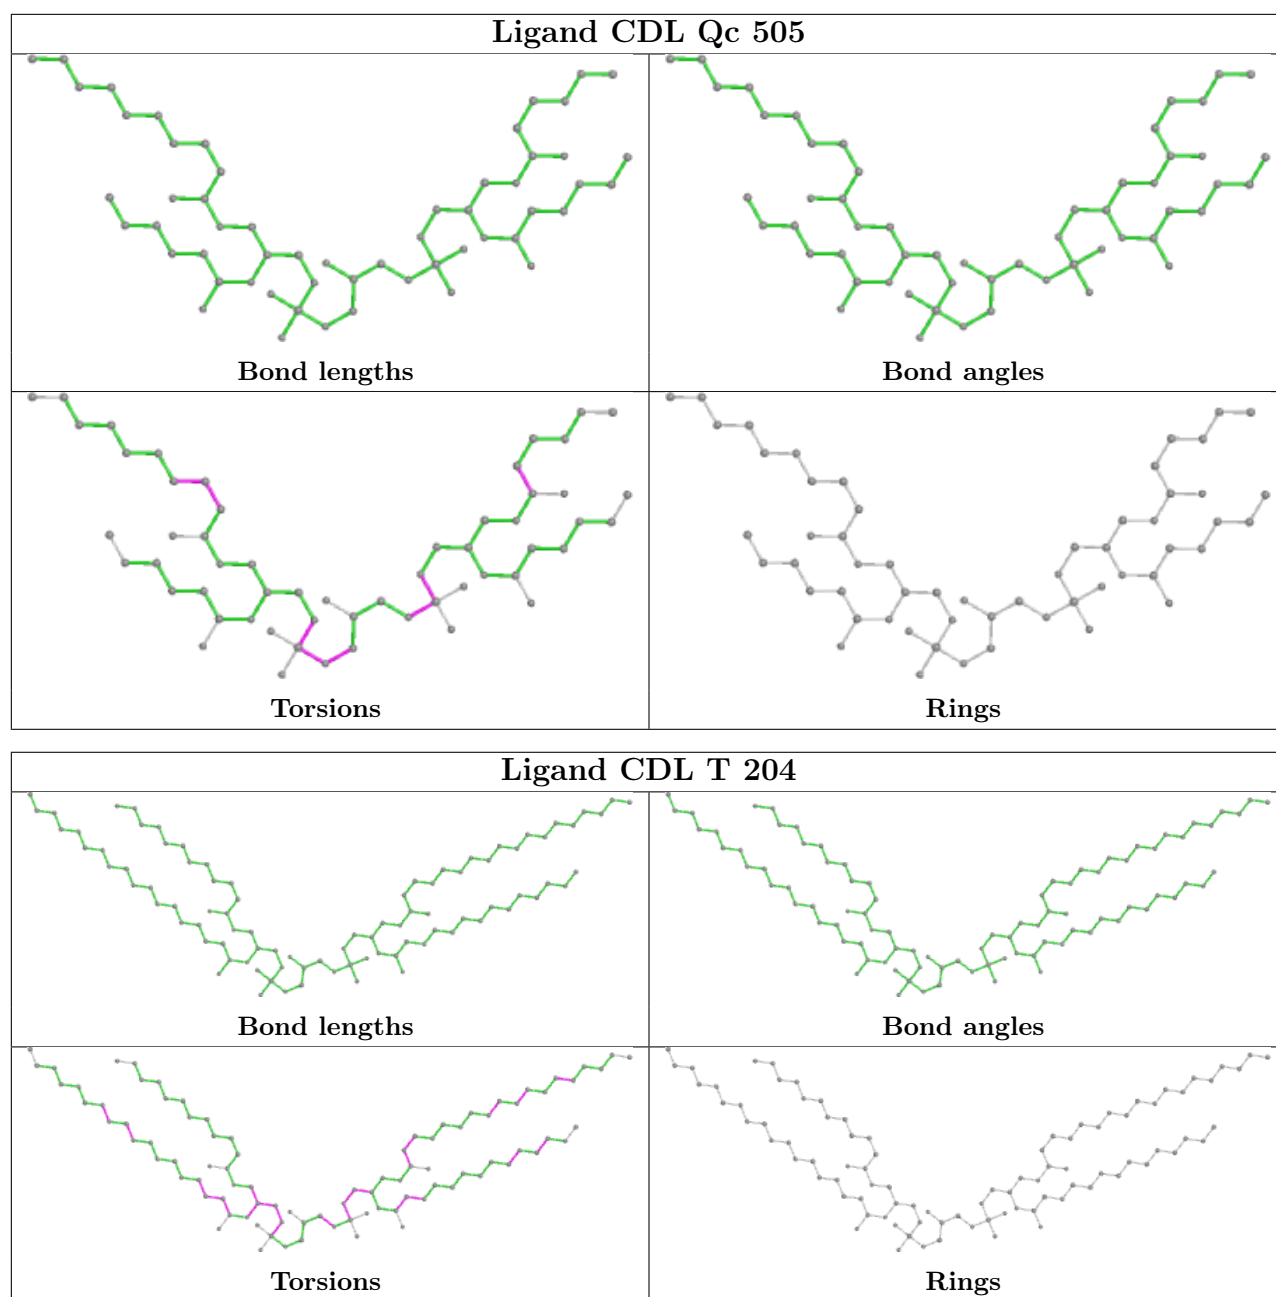 Ligand CDL Qc 505
Bond lengths
Bond angles
Torsions
Rings
Ligand CDL T 204
Bond lengths
Bond angles
Torsions
Rings